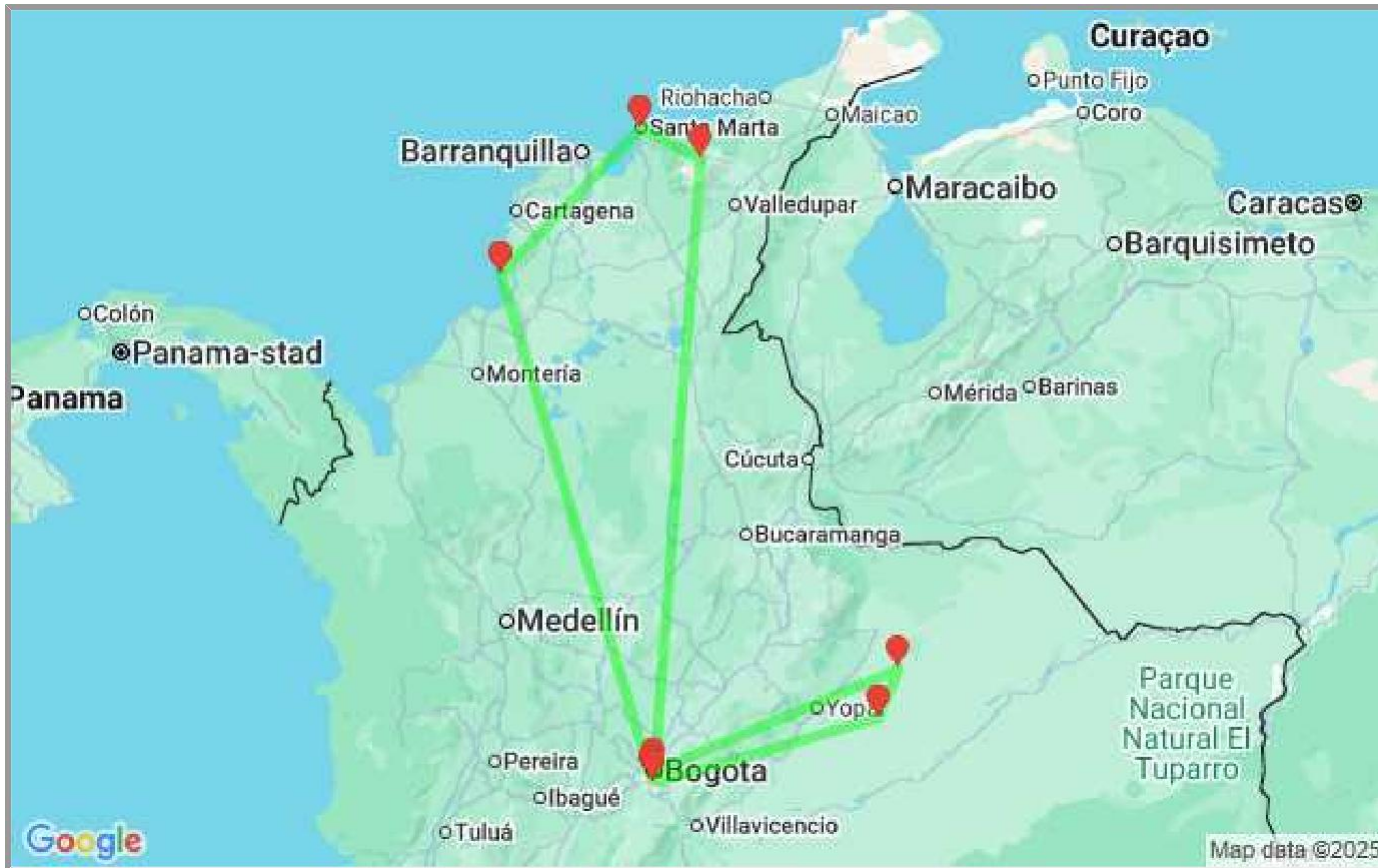 Curaçao
Punto Fijo
Riohacha
Maicao
Coro
Santa Marta
Barranquilla
Maracaibo
Valledupar
Caracas
Cartagena
Barquisimeto
Colón
Panama-stad
Montería
Mérida
Barinas
Panama
Cúcuta
Bucaramanga
Medellín
Parque
Nacional
Natural El
Tuparro
Yopal
Pereira
Bogota
Ibagué
Villavicencio
Tuluá
Google
Map data ©2025